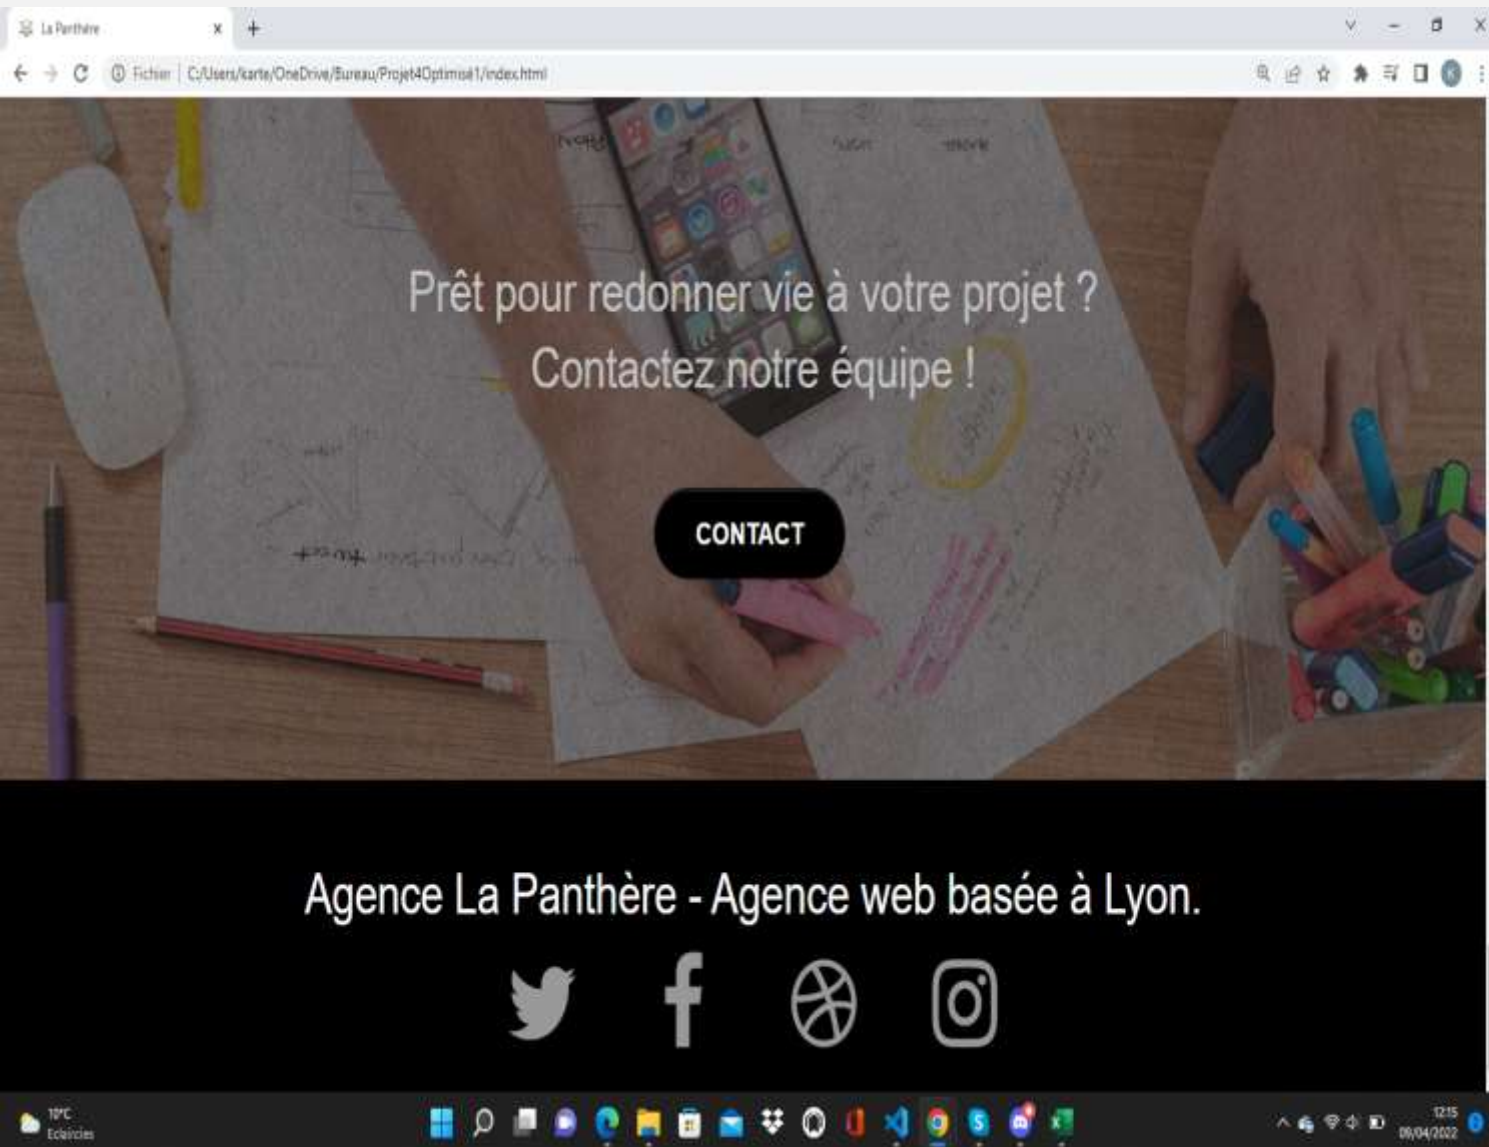 La Panthère
Fichier | C:/Users/karte/OneDrive/Bureau/Projet4Optimisé1/index.html
K
Prêt pour redonner vie à votre projet ?
Contactez notre équipe !
CONTACT
Agence La Panthère - Agence web basée à Lyon.
10°C
Eclaircies
12:15
09/04/2022